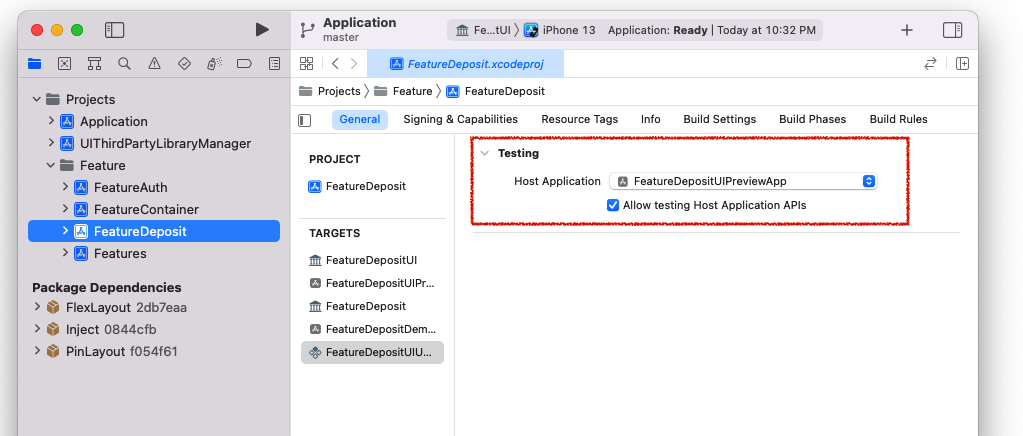 Application
master
Fe...tUI
iPhone 13
Application: Ready | Today at 10:32 PM
FeatureDeposit.xcodeproj
Projects
Application
UIThirdPartyLibraryManager
Feature
FeatureAuth
FeatureContainer
FeatureDeposit
Features
Package Dependencies
FlexLayout 2db7eaa
Inject 0844cfb
PinLayout f054f61
Projects
Feature
FeatureDeposit
General
Signing & Capabilities
Resource Tags
Info
Build Settings
Build Phases
Build Rules
PROJECT
FeatureDeposit
TARGETS
FeatureDepositUI
FeatureDepositUIPr...
FeatureDeposit
FeatureDepositDem...
FeatureDepositUIU...
Testing
Host Application
FeatureDepositUIPreviewApp
Allow testing Host Application APIs